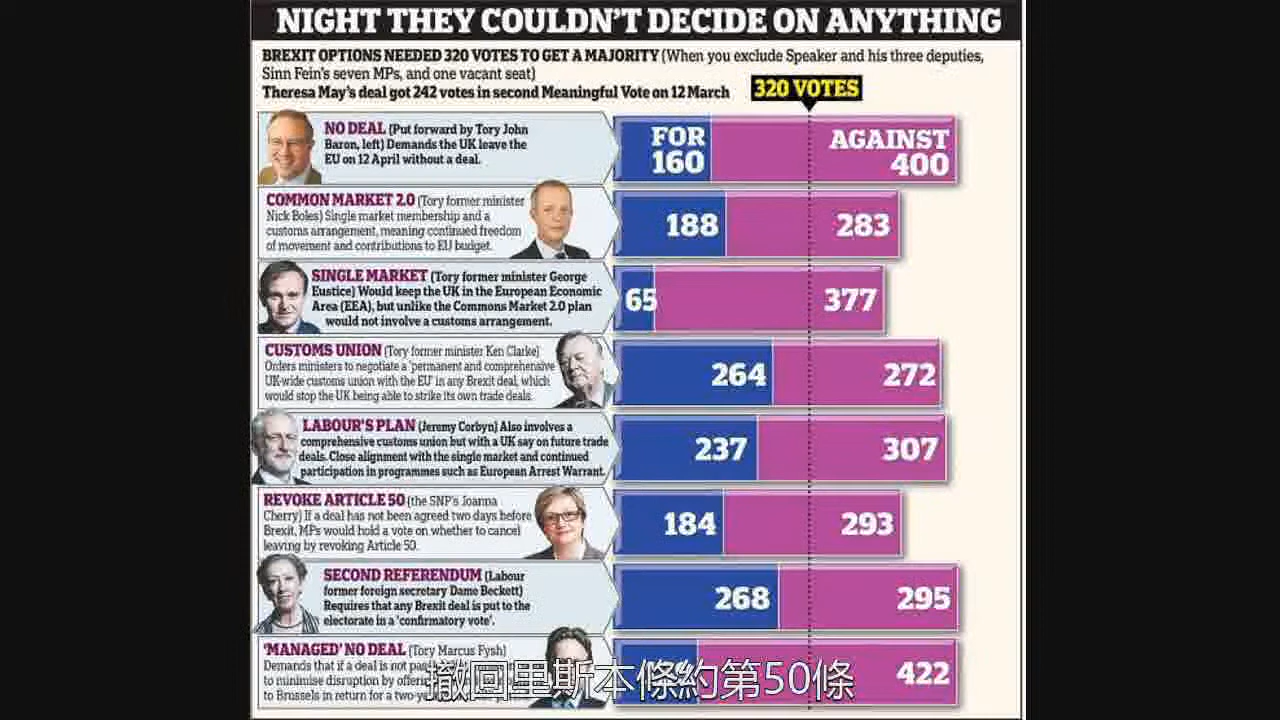 NIGHT THEY COULDN'T DECIDE ON ANYTHING
BREXIT OPTIONS NEEDED 320 VOTES TO GET A MAJORITY (When you exclude Speaker and his three deputies,
Sinn Fein's seven MPs, and one vacant seat)
Theresa May's deal got 242 votes in second Meaningful Vote on 12 March
320 VOTES
NO DEAL (Put forward by Tory John
Baron, left) Demands the UK leave the
EU on 12 April without a deal.
FOR
160
AGAINST
400
COMMON MARKET 2.0 (Tory former minister
Nick Boles) Single market membership and a
customs arrangement, meaning continued freedom
of movement and contributions to EU budget.
188
283
SINGLE MARKET (Tory former minister George
Eustice) Would keep the UK in the European Economic
Area (EEA), but unlike the Commons Market 2.0 plan
would not involve a customs arrangement.
65
377
CUSTOMS UNION (Tory former minister Ken Clarke)
Orders ministers to negotiate a 'permanent and comprehensive
UK-wide customs union with the EU' in any Brexit deal, which
would stop the UK being able to strike its own trade deals.
264
272
LABOUR'S PLAN (Jeremy Corbyn) Also involves a
comprehensive customs union but with a UK say on future trade
deals. Close alignment with the single market and continued
participation in programmes such as European Arrest Warrant.
237
307
REVOKE ARTICLE 50 (the SNP's Joanna
Cherry) If a deal has not been agreed two days before
Brexit, MPs would hold a vote on whether to cancel
leaving by revoking Article 50.
184
293
SECOND REFERENDUM (Labour
former foreign secretary Dame Beckett)
Requires that any Brexit deal is put to the
electorate in a 'confirmatory vote'.
268
295
'MANAGED' NO DEAL (Tory Marcus Fysh)
Demands that if a deal is not
to minimise disruption by
to Brussels in return for a
422
撤回里斯本條約第50條